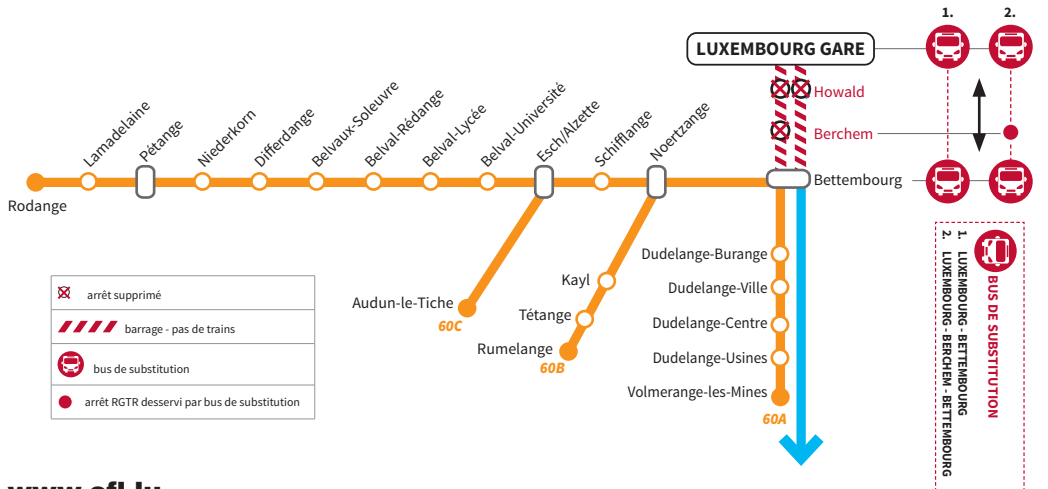 1.
2.
LUXEMBOURG GARE
Howald
Berchem
Bettembourg
Rodange
Lamadelaine
Pétange
Niederkorn
Differdange
Belvaux-Soleuvre
Belval-Rédange
Belval-Lycée
Belval-Université
Esch/Alzette
Schifflange
Noertzange
Audun-le-Tiche
60C
Kayl
Tétange
Rumelange
60B
Dudelange-Burange
Dudelange-Ville
Dudelange-Centre
Dudelange-Usines
Volmerange-les-Mines
60A
arrêt supprimé
barrage - pas de trains
bus de substitution
arrêt RGTR desservi par bus de substitution
BUS DE SUBSTITUTION
1. LUXEMBOURG - BETTEMBOURG
2. LUXEMBOURG - BERCHEM - BETTEMBOURG
www.cfl.lu